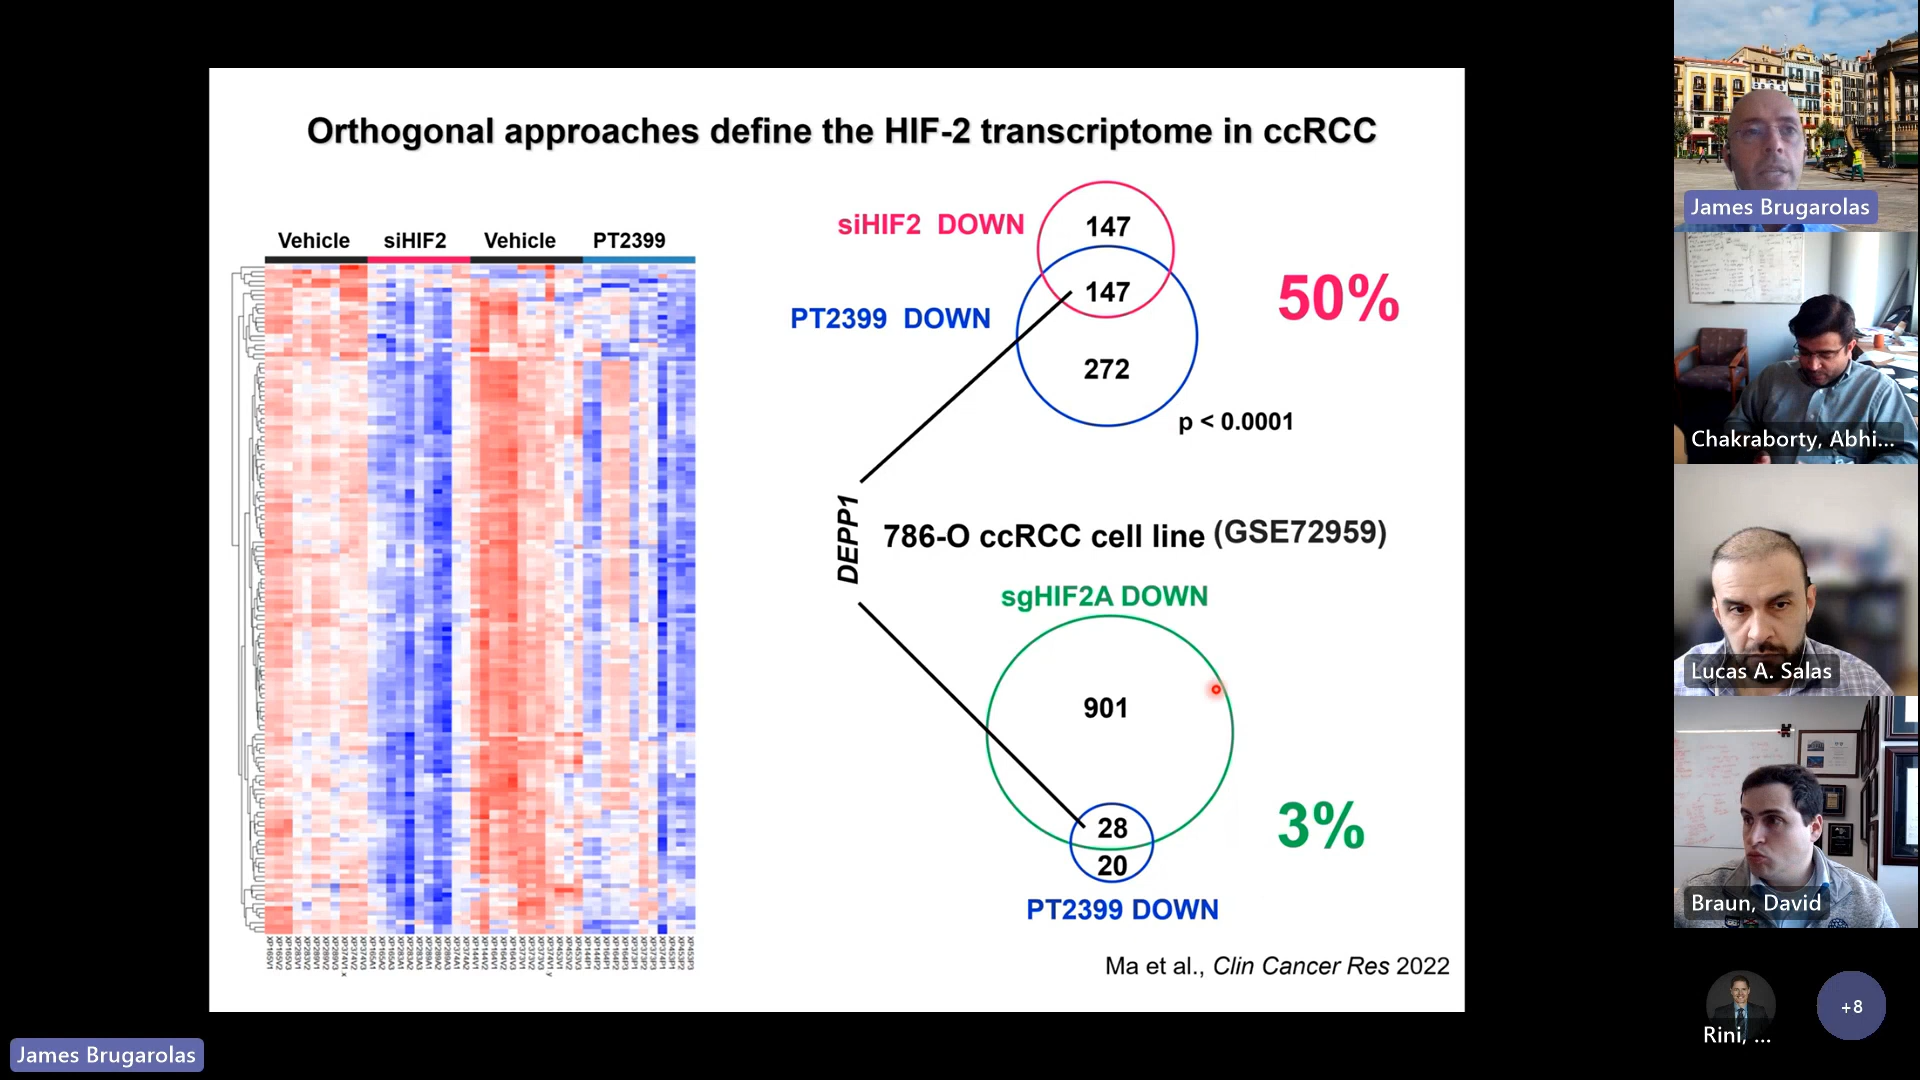 Orthogonal approaches define the HIF-2 transcriptome in ccRCC
Vehicle siHIF2 Vehicle PT2399
siHIF2 DOWN
147
147
PT2399 DOWN
272
50%
p < 0.0001
DEPP1
786-O ccRCC cell line (GSE72959)
sgHIF2A DOWN
901
28
20
3%
PT2399 DOWN
Ma et al., Clin Cancer Res 2022
James Brugarolas
James Brugarolas
Chakraborty, Abhi...
Lucas A. Salas
Braun, David
Rini, ...
+8